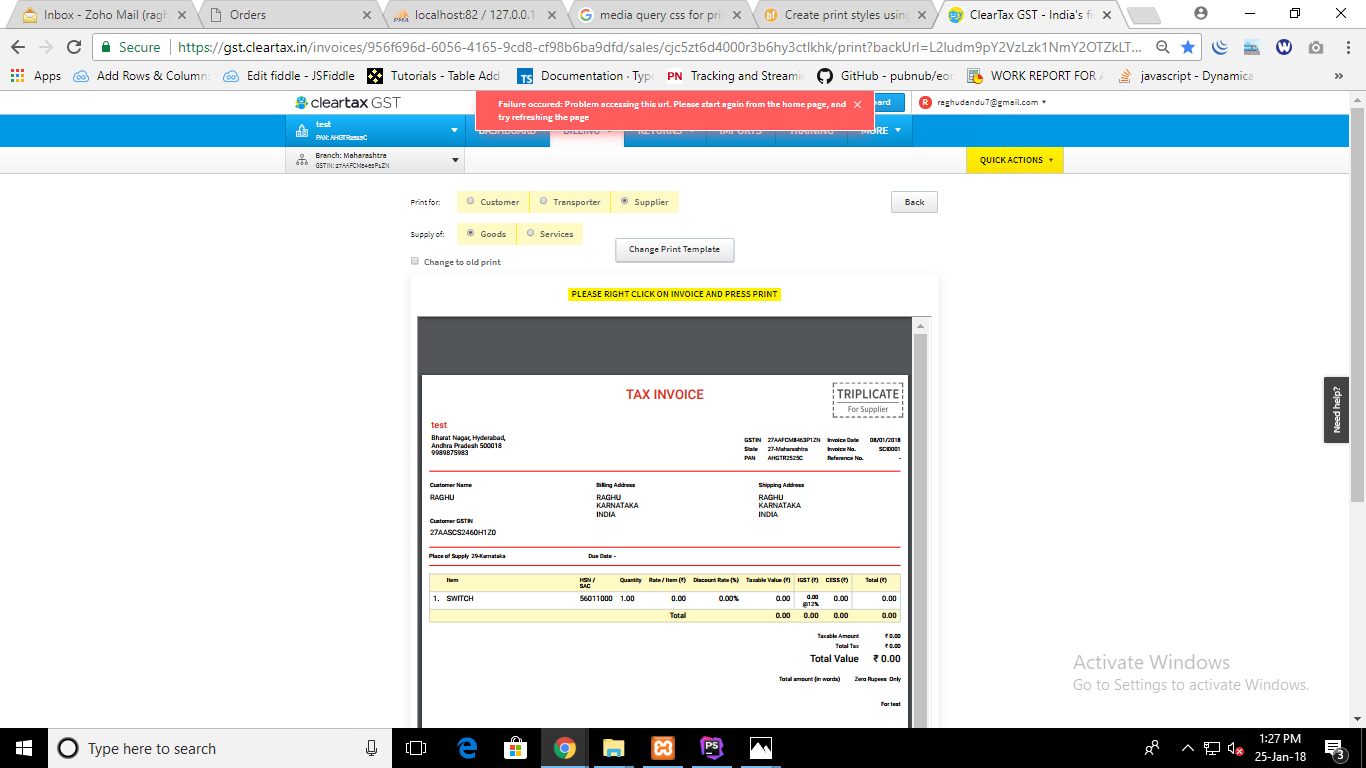 Inbox - Zoho Mail (ragh
Orders
localhost:82 / 127.0.0.1
media query css for prin
Create print styles using
ClearTax GST - India's fi
Secure
https://gst.cleartax.in/invoices/956f696d-6056-4165-9cd8-cf98b6ba9dfd/sales/cjc5zt6d4000r3b6hy3ctlkhk/print?backUrl=L2ludm9pY2VzLzk1NmY2OTZkLT...
Apps
Add Rows & Column
Edit fiddle - JSFiddle
Tutorials - Table Add
Documentation · Type
Tracking and Streami
GitHub - pubnub/eon
WORK REPORT FOR
javascript - Dynamica
cleartax GST
Failure occured: Problem accessing this url. Please start again from the home page, and
try refreshing the page
ard
raghudandu7@gmail.com
test
PAN: AHGTR2525C
DASHBOARD
BILLING
RETURNS
IMPORTS
TRAINING
MORE
Branch: Maharashtra
GSTIN: 27AAFCM8463P1ZN
QUICK ACTIONS
Print for:
Customer
Transporter
Supplier
Back
Supply of:
Goods
Services
Change Print Template
Change to old print
PLEASE RIGHT CLICK ON INVOICE AND PRESS PRINT
TAX INVOICE
TRIPLICATE
For Supplier
test
Bharat Nagar, Hyderabad,
Andhra Pradesh 500018
9989875983
GSTIN 27AAFCM8463P1ZN Invoice Date 08/01/2018
State 27-Maharashtra Invoice No. SCI0001
PAN AHGTR2525C Reference No. -
Customer Name
Billing Address
Shipping Address
RAGHU
RAGHU
KARNATAKA
INDIA
RAGHU
KARNATAKA
INDIA
Customer GSTIN
27AASCS2460H1Z0
Place of Supply 29-Karnataka
Due Date -
Item HSN / SAC Quantity Rate / Item (₹) Discount Rate (%) Taxable Value (₹) IGST (₹) CESS (₹) Total (₹)
1. SWITCH 56011000 1.00 0.00 0.00% 0.00 0.00 @12% 0.00 0.00
Total 0.00 0.00 0.00 0.00
Taxable Amount ₹ 0.00
Total Tax ₹ 0.00
Total Value ₹ 0.00
Total amount (in words) Zero Rupees Only
For test
Need help?
Activate Windows
Go to Settings to activate Windows.
Type here to search
1:27 PM
25-Jan-18
3